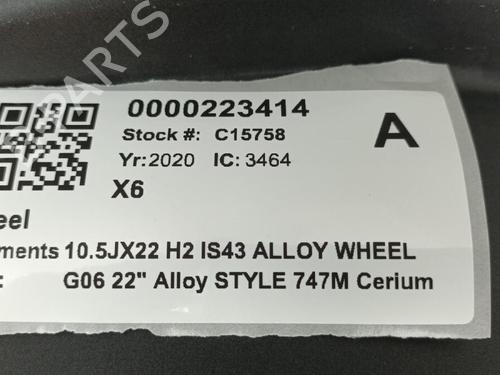 PARTS
0000223414
Stock #: C15758
A
Yr:2020 IC: 3464
X6
eel
ments 10.5JX22 H2 IS43 ALLOY WHEEL
: G06 22" Alloy STYLE 747M Cerium